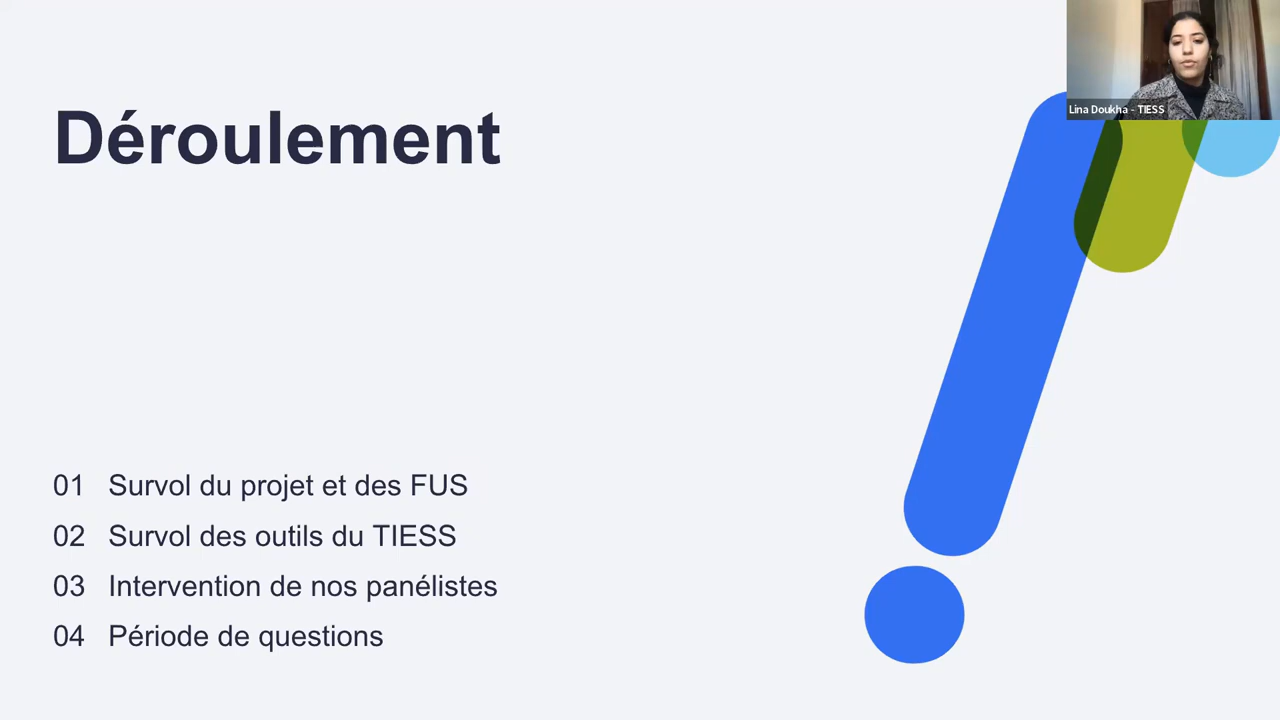 Lina Doukha - TIESS
Déroulement
01 Survol du projet et des FUS
02 Survol des outils du TIESS
03 Intervention de nos panélistes
04 Période de questions